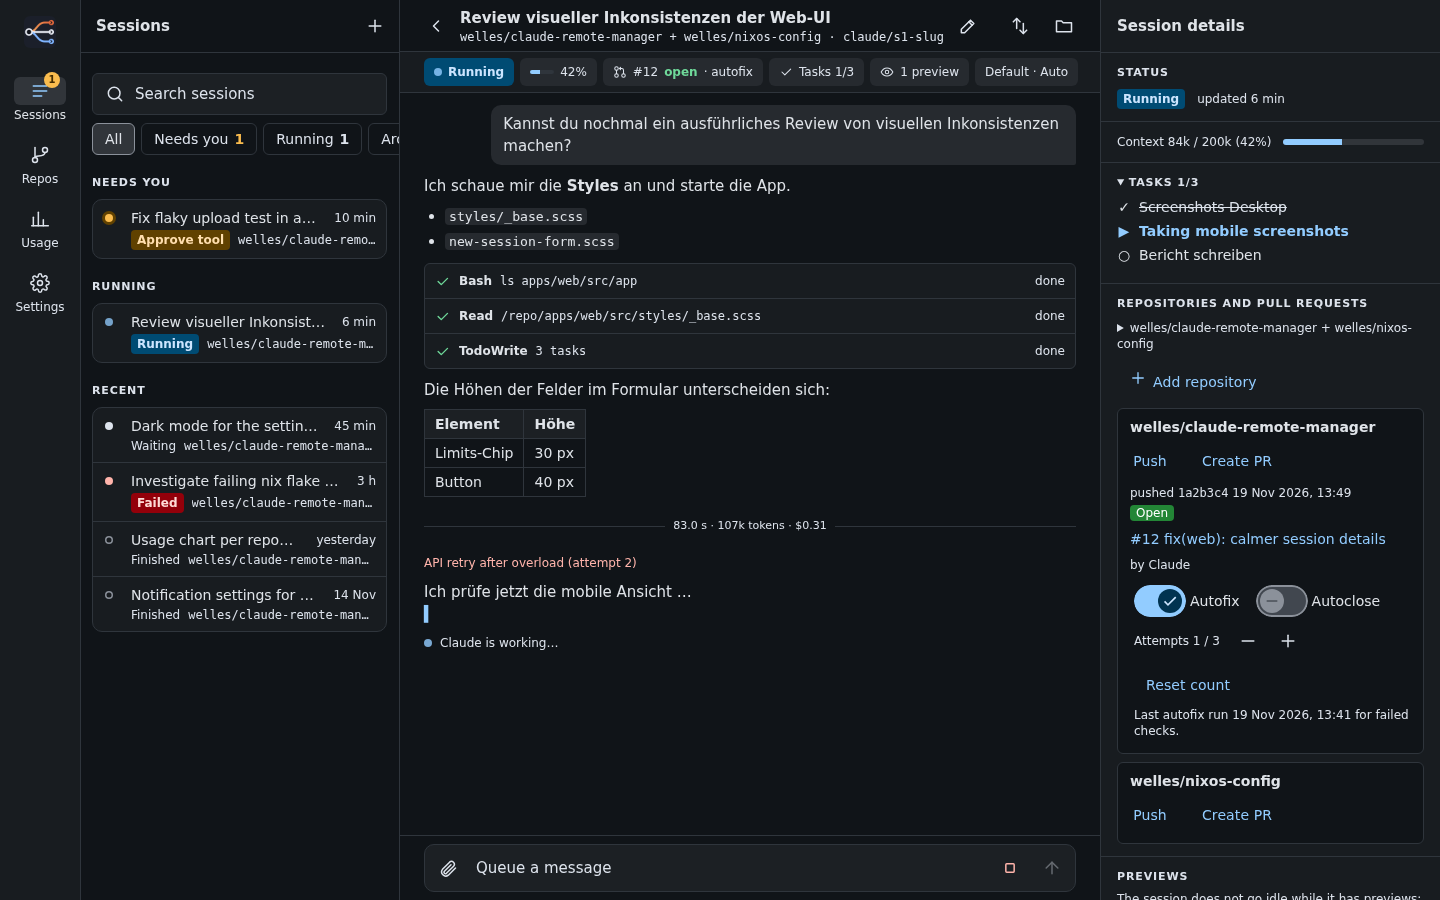 1
Sessions
Repos
Usage
Settings
Sessions
Search sessions
All
Needs you 1
Running 1
NEEDS YOU
Fix flaky upload test in a… 10 min
Approve tool welles/claude-remo…
RUNNING
Review visueller Inkonsist… 6 min
Running welles/claude-remote-m…
RECENT
Dark mode for the settin… 45 min
Waiting welles/claude-remote-mana…
Investigate failing nix flake … 3 h
Failed welles/claude-remote-man…
Usage chart per repo… yesterday
Finished welles/claude-remote-man…
Notification settings for … 14 Nov
Finished welles/claude-remote-man…
Review visueller Inkonsistenzen der Web-UI
welles/claude-remote-manager + welles/nixos-config · claude/s1-slug
Running 42% #12 open · autofix Tasks 1/3 1 preview Default · Auto
Kannst du nochmal ein ausführliches Review von visuellen Inkonsistenzen
machen?
Ich schaue mir die Styles an und starte die App.
• styles/_base.scss
• new-session-form.scss
Bash ls apps/web/src/app done
Read /repo/apps/web/src/styles/_base.scss done
TodoWrite 3 tasks done
Die Höhen der Felder im Formular unterscheiden sich:
Element Höhe
Limits-Chip 30 px
Button 40 px
83.0 s · 107k tokens · $0.31
API retry after overload (attempt 2)
Ich prüfe jetzt die mobile Ansicht …
Claude is working…
Queue a message
Session details
STATUS
Running updated 6 min
Context 84k / 200k (42%)
▼ TASKS 1/3
✓ Screenshots Desktop
▶ Taking mobile screenshots
○ Bericht schreiben
REPOSITORIES AND PULL REQUESTS
▶ welles/claude-remote-manager + welles/nixos-
config
Add repository
welles/claude-remote-manager
Push Create PR
pushed 1a2b3c4 19 Nov 2026, 13:49
Open
#12 fix(web): calmer session details
by Claude
Autofix Autoclose
Attempts 1 / 3
Reset count
Last autofix run 19 Nov 2026, 13:41 for failed
checks.
welles/nixos-config
Push Create PR
PREVIEWS
The session does not go idle while it has previews: